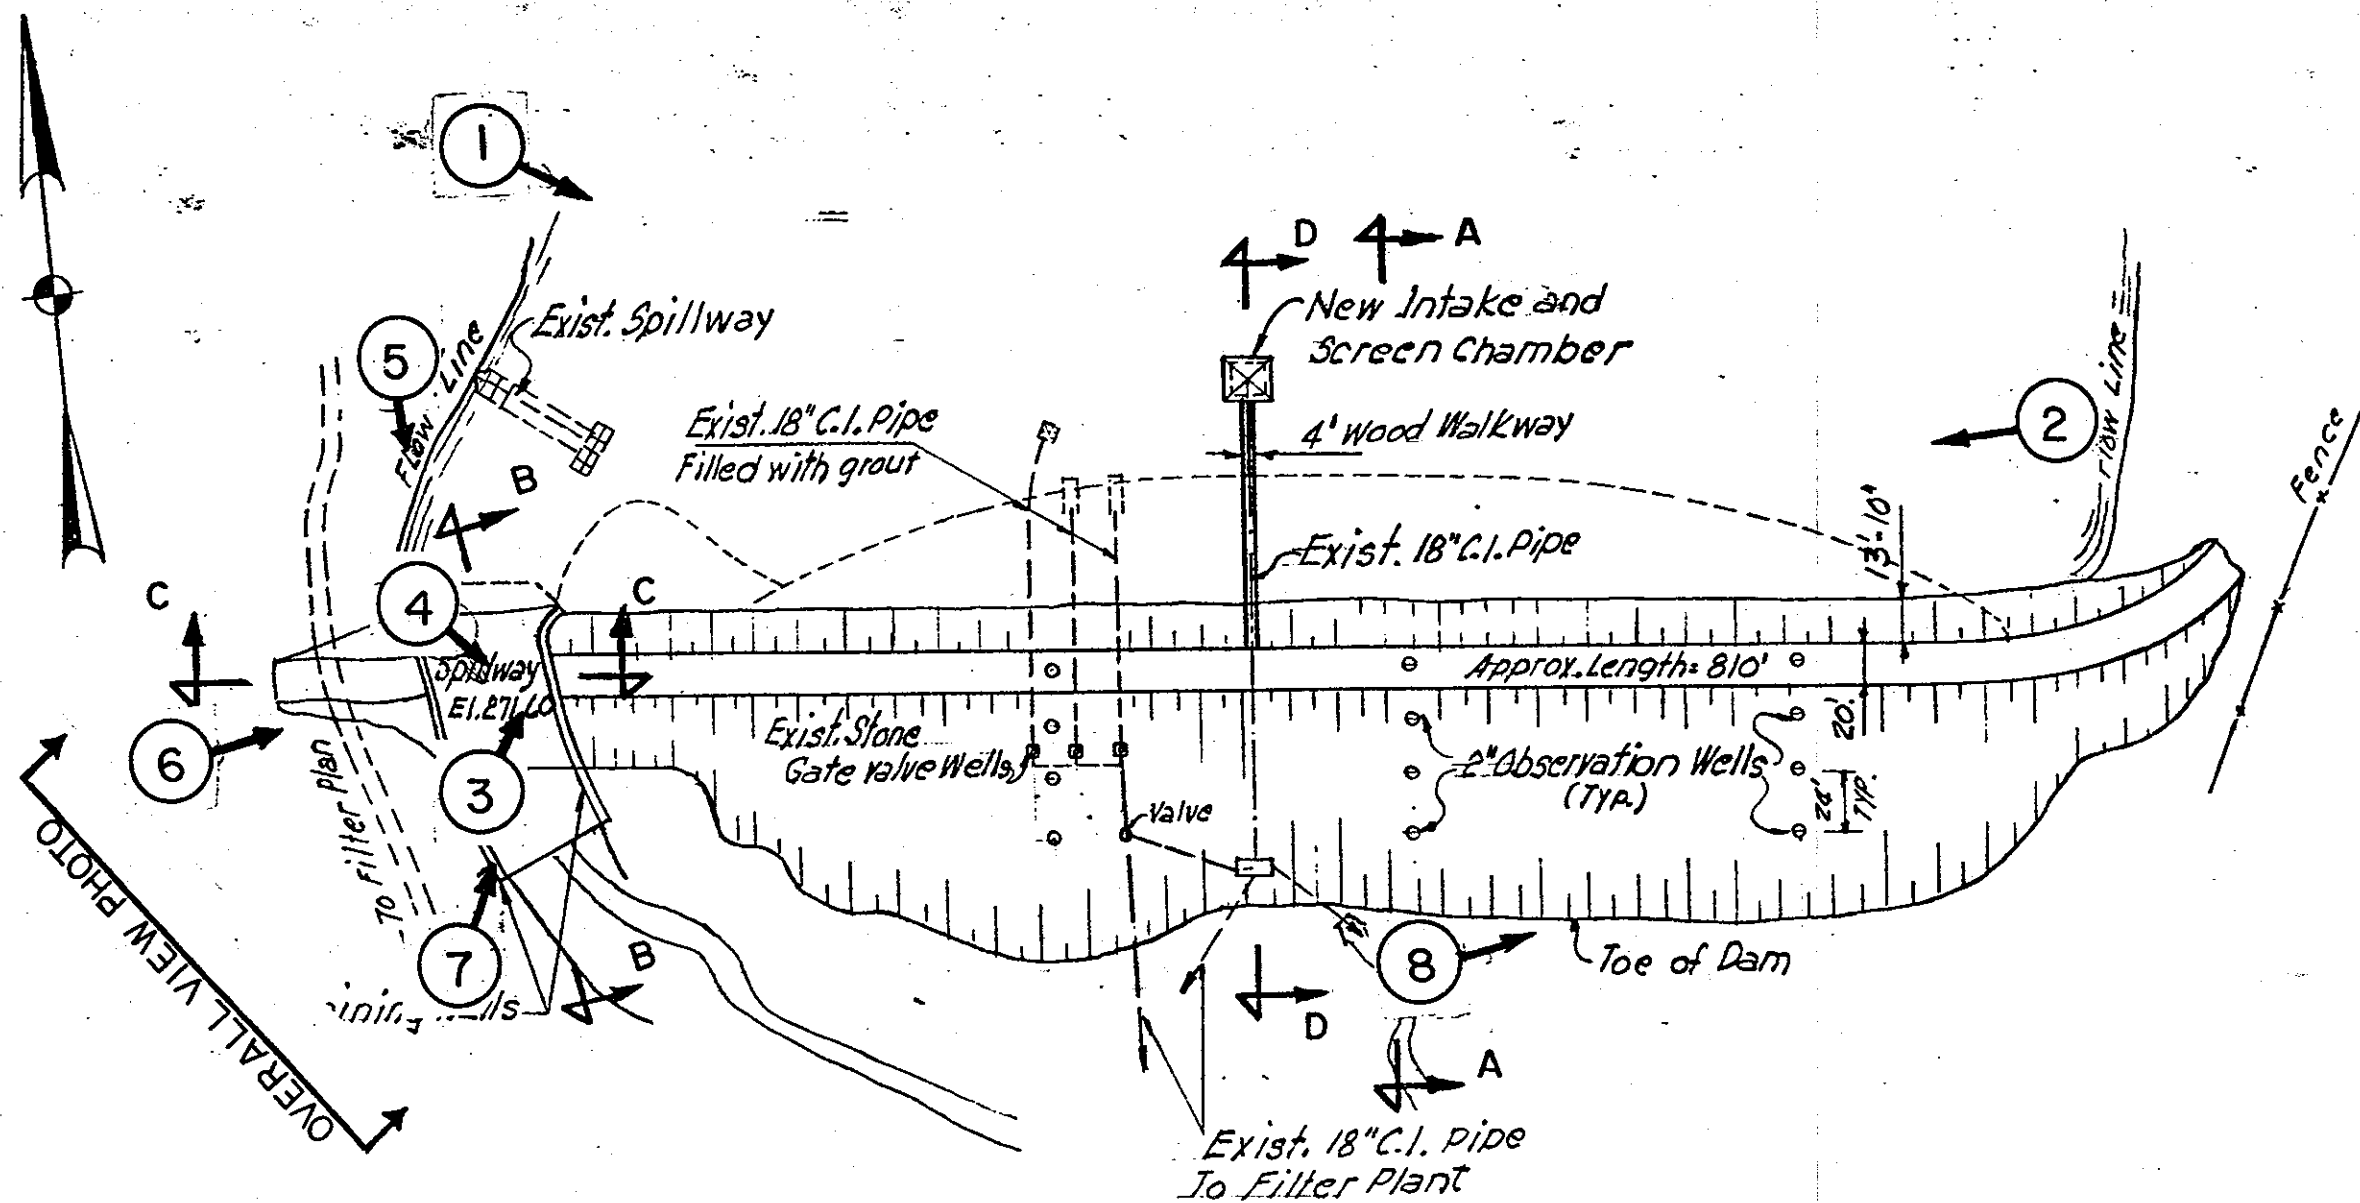 1
D
A
Exist. Spillway
New Intake and
Screen Chamber
5
Flow Line
2
Flow Line
Exist. 18" C.I. Pipe
Filled with grout
4' Wood Walkway
Fence
B
13'-10"
Exist. 18" C.I. Pipe
C
4
C
Spillway
El. 271.60
Approx. Length = 810'
20'
6
Exist. Stone
Gate Valve Wells
2" Observation Wells
(Typ.)
24'
Typ.
3
Valve
To Filter Plan
OVERALL VIEW PHOTO
7
B
8
Toe of Dam
D
A
Exist. 18" C.I. Pipe
To Filter Plant